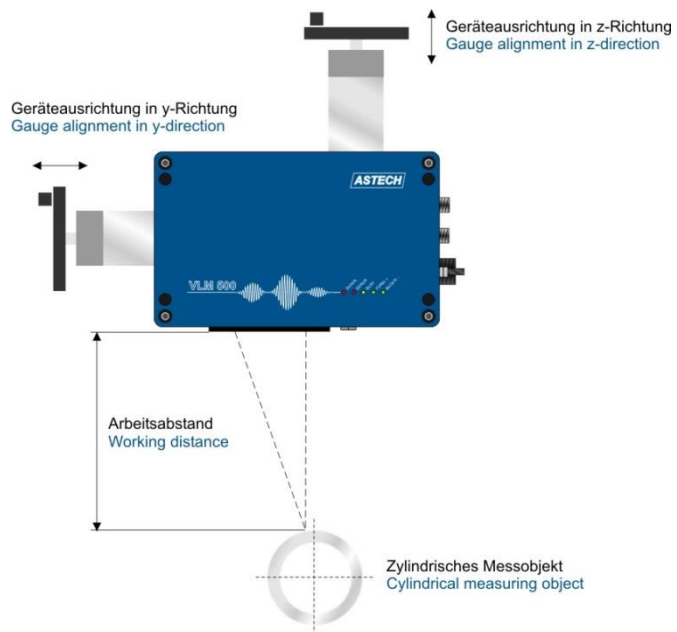 Geräteausrichtung in z-Richtung
Gauge alignment in z-direction
Geräteausrichtung in y-Richtung
Gauge alignment in y-direction
ASTECH
VLM 500
Arbeitsabstand
Working distance
Zylindrisches Messobjekt
Cylindrical measuring object